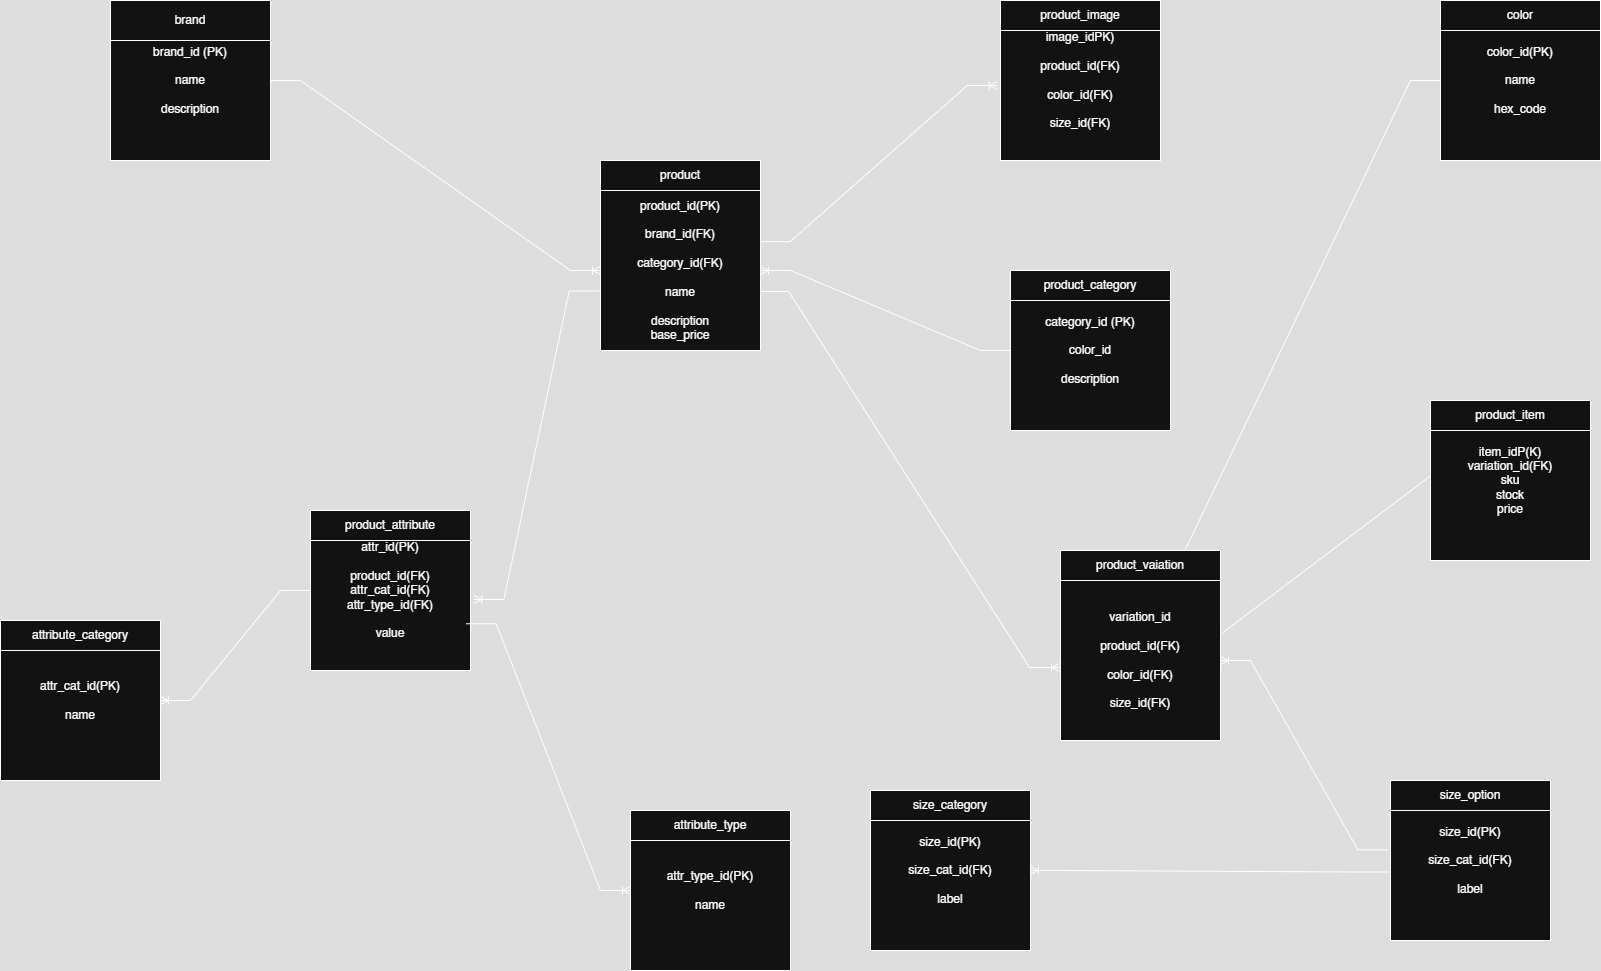 brand
brand_id (PK)
name
description
product_image
image_idPK)
product_id(FK)
color_id(FK)
size_id(FK)
color
color_id(PK)
name
hex_code
product
product_id(PK)
brand_id(FK)
category_id(FK)
name
description
base_price
product_category
category_id (PK)
color_id
description
product_item
item_idP(K)
variation_id(FK)
sku
stock
price
product_attribute
attr_id(PK)
product_id(FK)
attr_cat_id(FK)
attr_type_id(FK)
value
product_vaiation
variation_id
product_id(FK)
color_id(FK)
size_id(FK)
attribute_category
attr_cat_id(PK)
name
attribute_type
attr_type_id(PK)
name
size_category
size_id(PK)
size_cat_id(FK)
label
size_option
size_id(PK)
size_cat_id(FK)
label